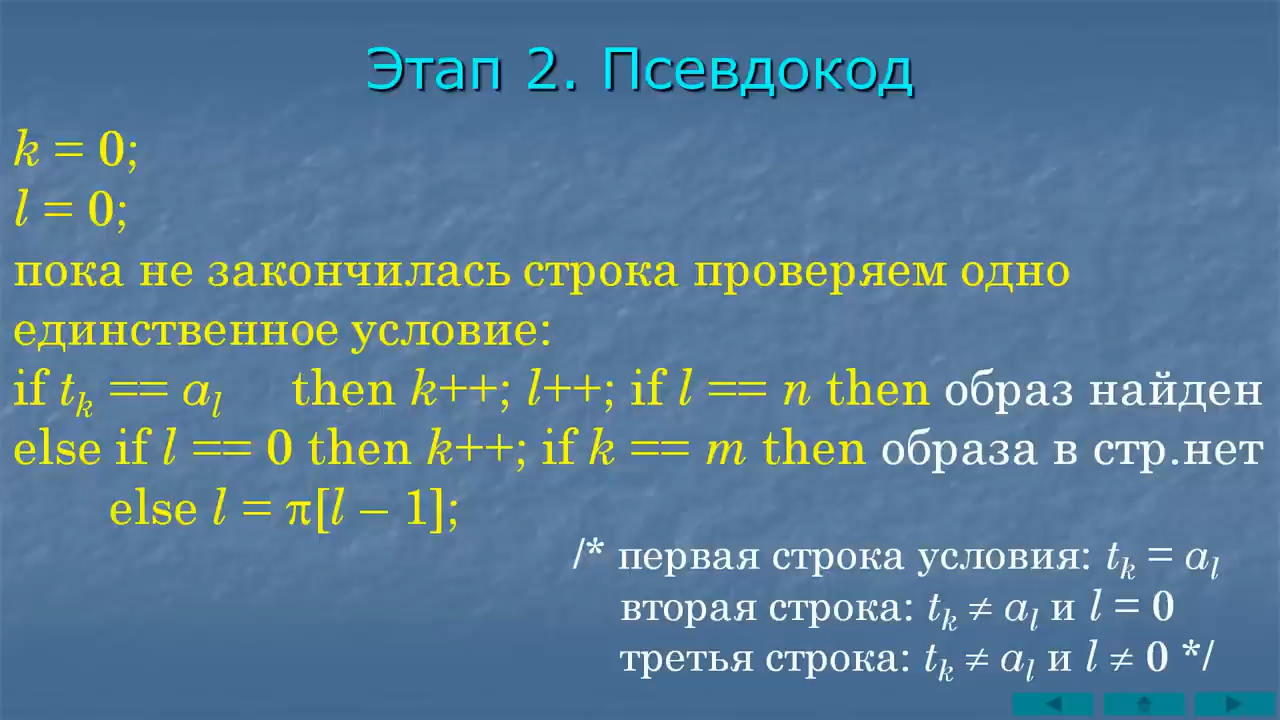 Этап 2. Псевдокод
k = 0;
l = 0;
пока не закончилась строка проверяем одно
единственное условие:
if tₖ == aₗ then k++; l++; if l == n then образ найден
else if l == 0 then k++; if k == m then образа в стр.нет
else l = π[l – 1];
/* первая строка условия: tₖ = aₗ
вторая строка: tₖ ≠ aₗ и l = 0
третья строка: tₖ ≠ aₗ и l ≠ 0 */